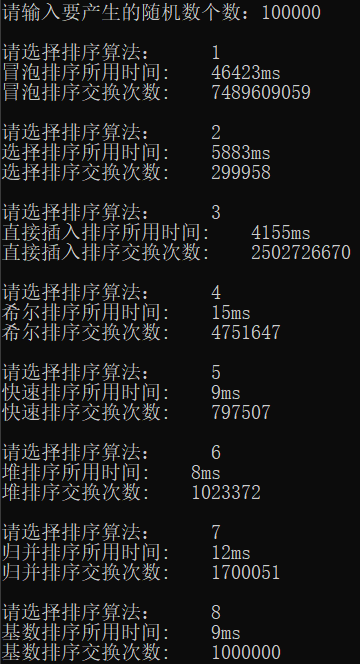 请输入要产生的随机数个数：100000
请选择排序算法： 1
冒泡排序所用时间： 46423ms
冒泡排序交换次数： 7489609059
请选择排序算法： 2
选择排序所用时间： 5883ms
选择排序交换次数： 299958
请选择排序算法： 3
直接插入排序所用时间： 4155ms
直接插入排序交换次数： 2502726670
请选择排序算法： 4
希尔排序所用时间： 15ms
希尔排序交换次数： 4751647
请选择排序算法： 5
快速排序所用时间： 9ms
快速排序交换次数： 797507
请选择排序算法： 6
堆排序所用时间： 8ms
堆排序交换次数： 1023372
请选择排序算法： 7
归并排序所用时间： 12ms
归并排序交换次数： 1700051
请选择排序算法： 8
基数排序所用时间： 9ms
基数排序交换次数： 1000000